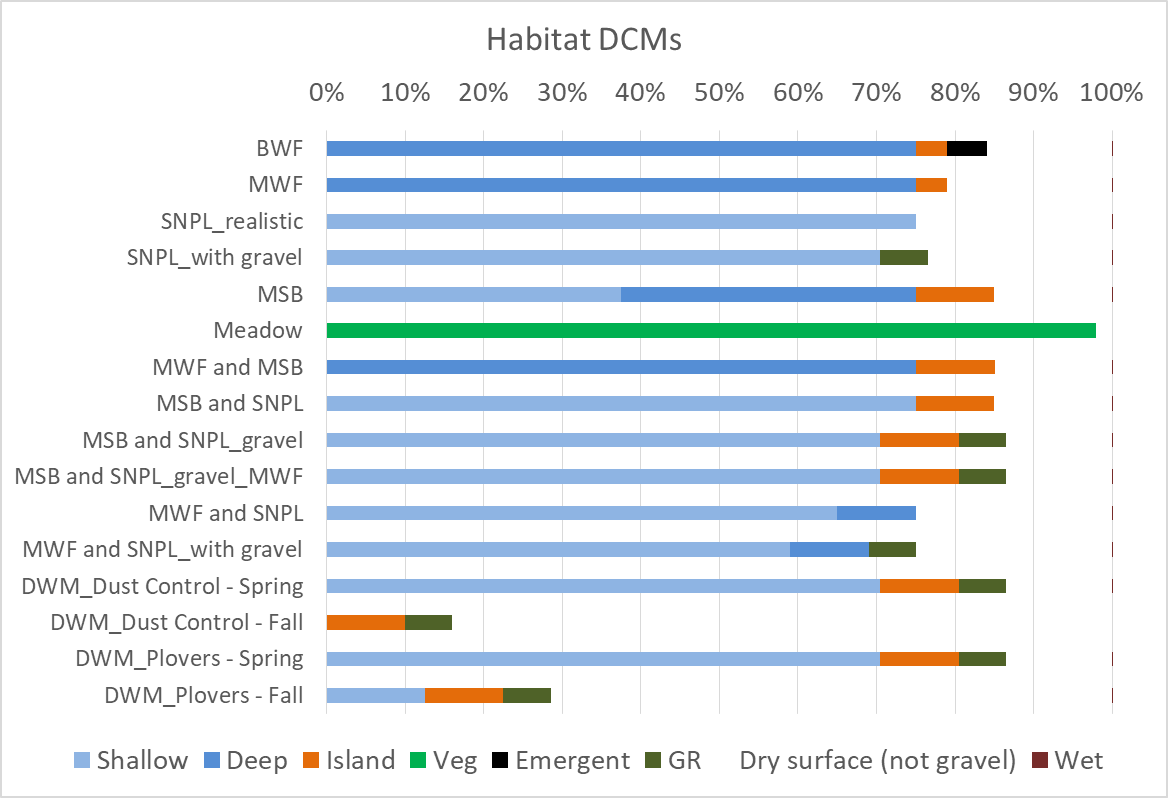 Habitat DCMs
0% 10% 20% 30% 40% 50% 60% 70% 80% 90% 100%
BWF
MWF
SNPL_realistic
SNPL_with gravel
MSB
Meadow
MWF and MSB
MSB and SNPL
MSB and SNPL_gravel
MSB and SNPL_gravel_MWF
MWF and SNPL
MWF and SNPL_with gravel
DWM_Dust Control - Spring
DWM_Dust Control - Fall
DWM_Plovers - Spring
DWM_Plovers - Fall
Shallow Deep Island Veg Emergent GR Dry surface (not gravel) Wet